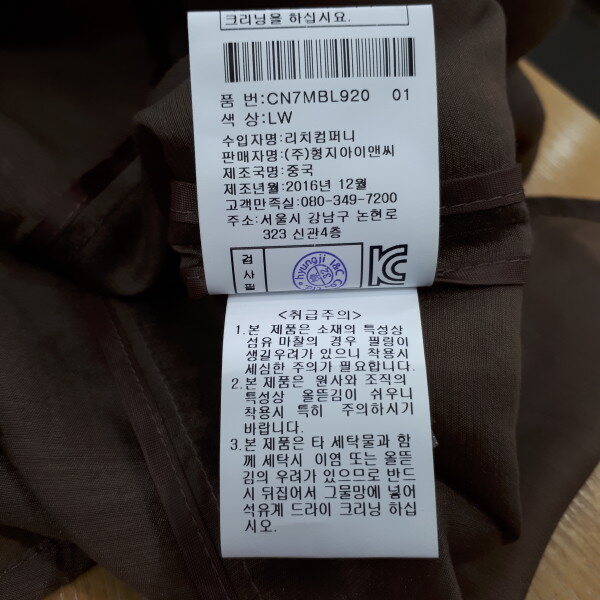 크리닝을 하십시요.
품 번:CN7MBL920 01
색 상:LW
수입자명:리치컴퍼니
판매자명:(주)형지아이앤씨
제조국명:중국
제조년월:2016년 12월
고객만족실:080-349-7200
주소:서울시 강남구 논현로
323 신관4층
검
사
필
hyungji I&C
<취급주의>
1.본 제품은 소재의 특성상
섬유 마찰의 경우 필링이
생길우려가 있으니 착용시
세심한 주의가 필요합니다.
2.본 제품은 원사와 조직의
특성상 올뜯김이 쉬우니
착용시 특히 주의하시기
바랍니다.
3.본 제품은 타 세탁물과 함
께 세탁시 이염 또는 올뜯
김의 우려가 있으므로 반드
시 뒤집어서 그물망에 넣어
석유계 드라이 크리닝 하십
시오.